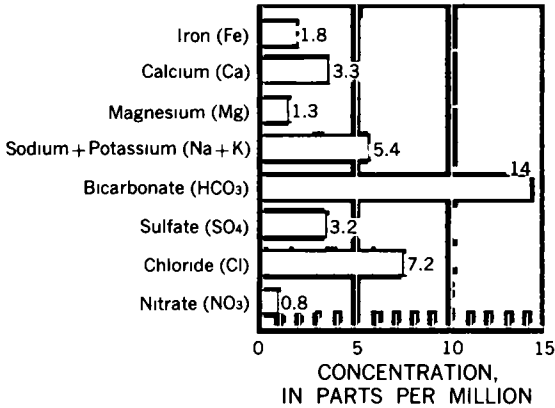 Iron (Fe) 1.8
Calcium (Ca) 3.3
Magnesium (Mg) 1.3
Sodium + Potassium (Na + K) 5.4
Bicarbonate (HCO₃) 14
Sulfate (SO₄) 3.2
Chloride (Cl) 7.2
Nitrate (NO₃) 0.8
0 5 10 15
CONCENTRATION,
IN PARTS PER MILLION